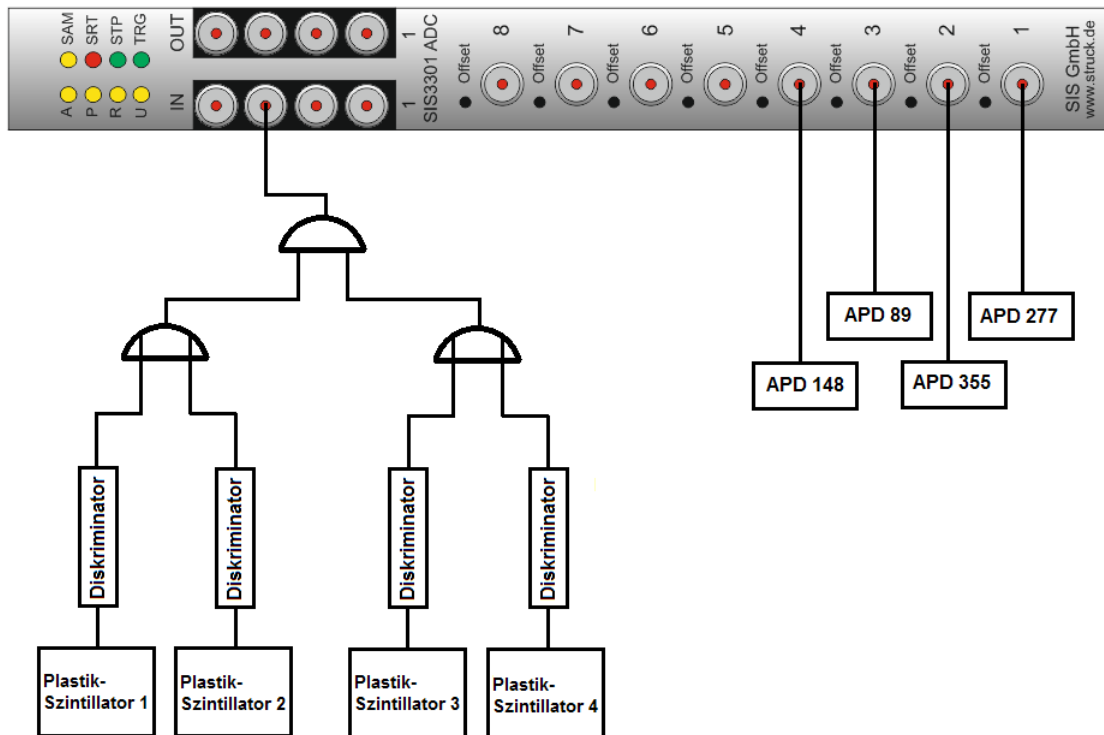 SAM
SRT
STP
TRG
OUT
1
SIS3301 ADC
A
P
R
U
IN
1
8
7
6
5
4
3
2
1
Offset
Offset
Offset
Offset
Offset
Offset
Offset
Offset
SIS GmbH
www.struck.de
APD 89
APD 277
APD 148
APD 355
Diskriminator
Diskriminator
Diskriminator
Diskriminator
Plastik-
Szintillator 1
Plastik-
Szintillator 2
Plastik-
Szintillator 3
Plastik-
Szintillator 4